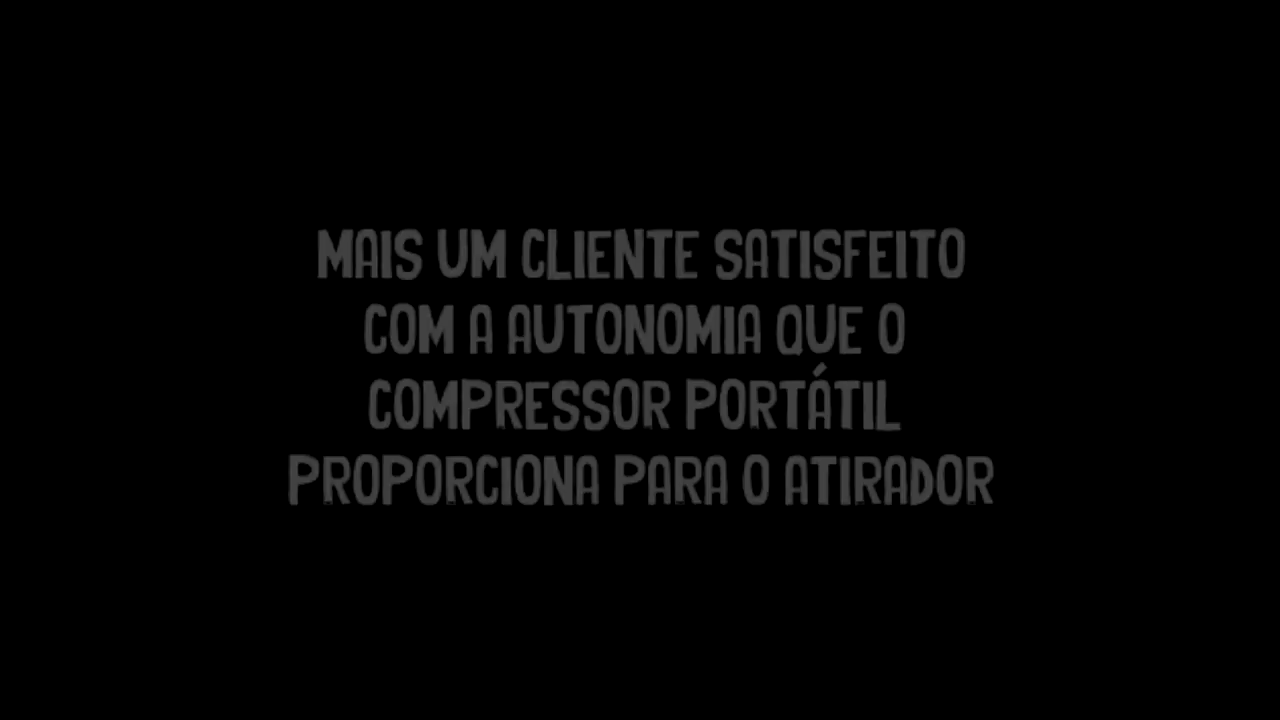 MAIS UM CLIENTE SATISFEITO
COM A AUTONOMIA QUE O
COMPRESSOR PORTÁTIL
PROPORCIONA PARA O ATIRADOR